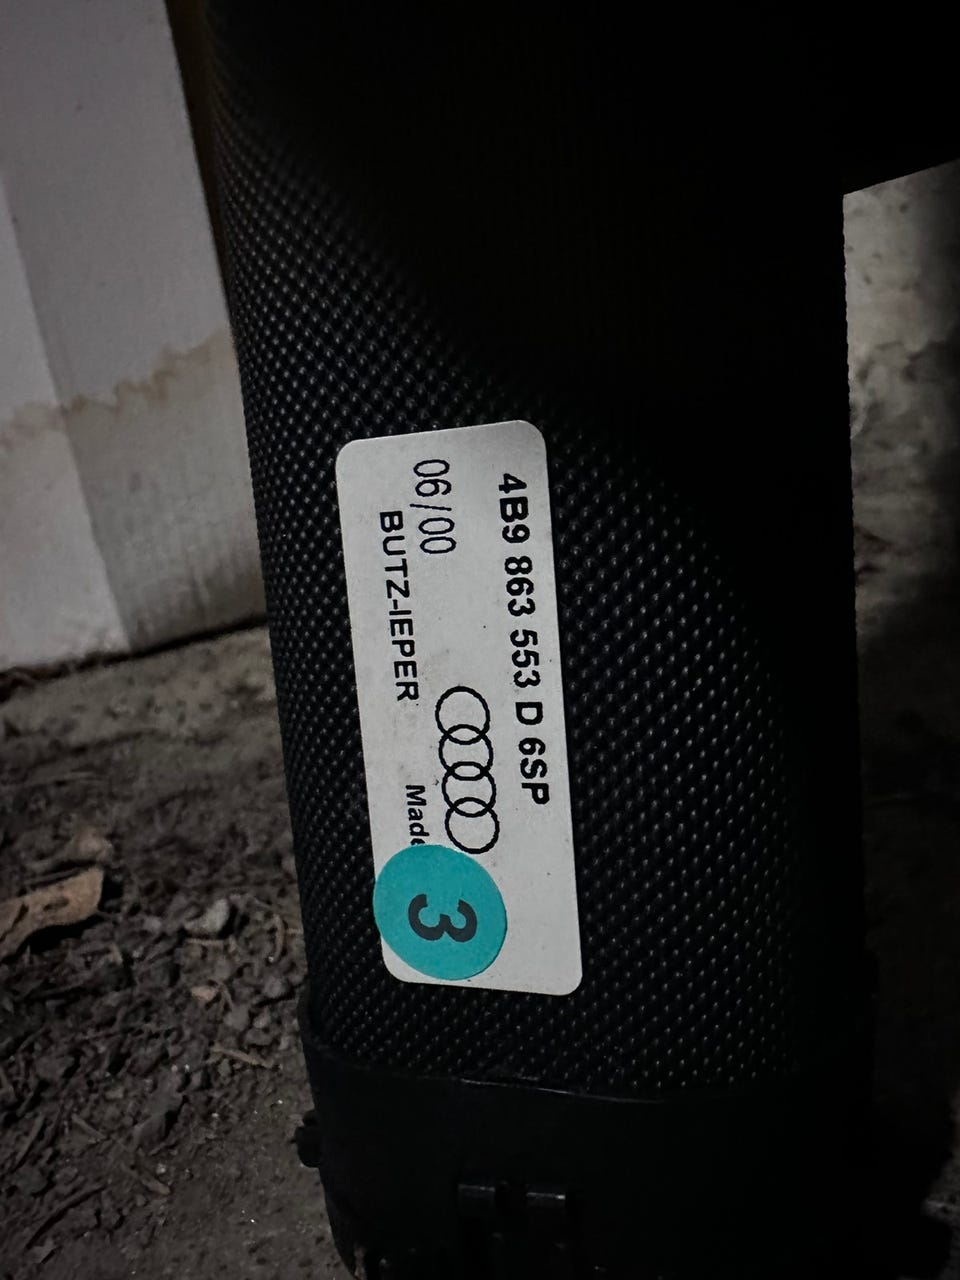 4B9 863 553 D 6SP
06/00
BUTZ-IEPER
Made
3